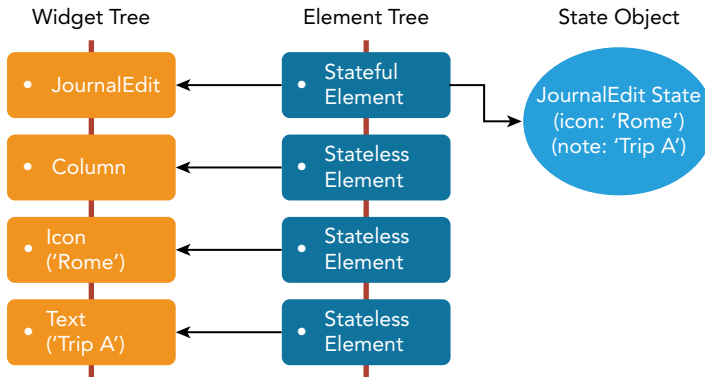 Widget Tree
Element Tree
State Object
• JournalEdit
• Stateful
Element
JournalEdit State
(icon: ‘Rome’)
(note: ‘Trip A’)
• Column
• Stateless
Element
• Icon
(‘Rome’)
• Stateless
Element
• Text
(‘Trip A’)
• Stateless
Element